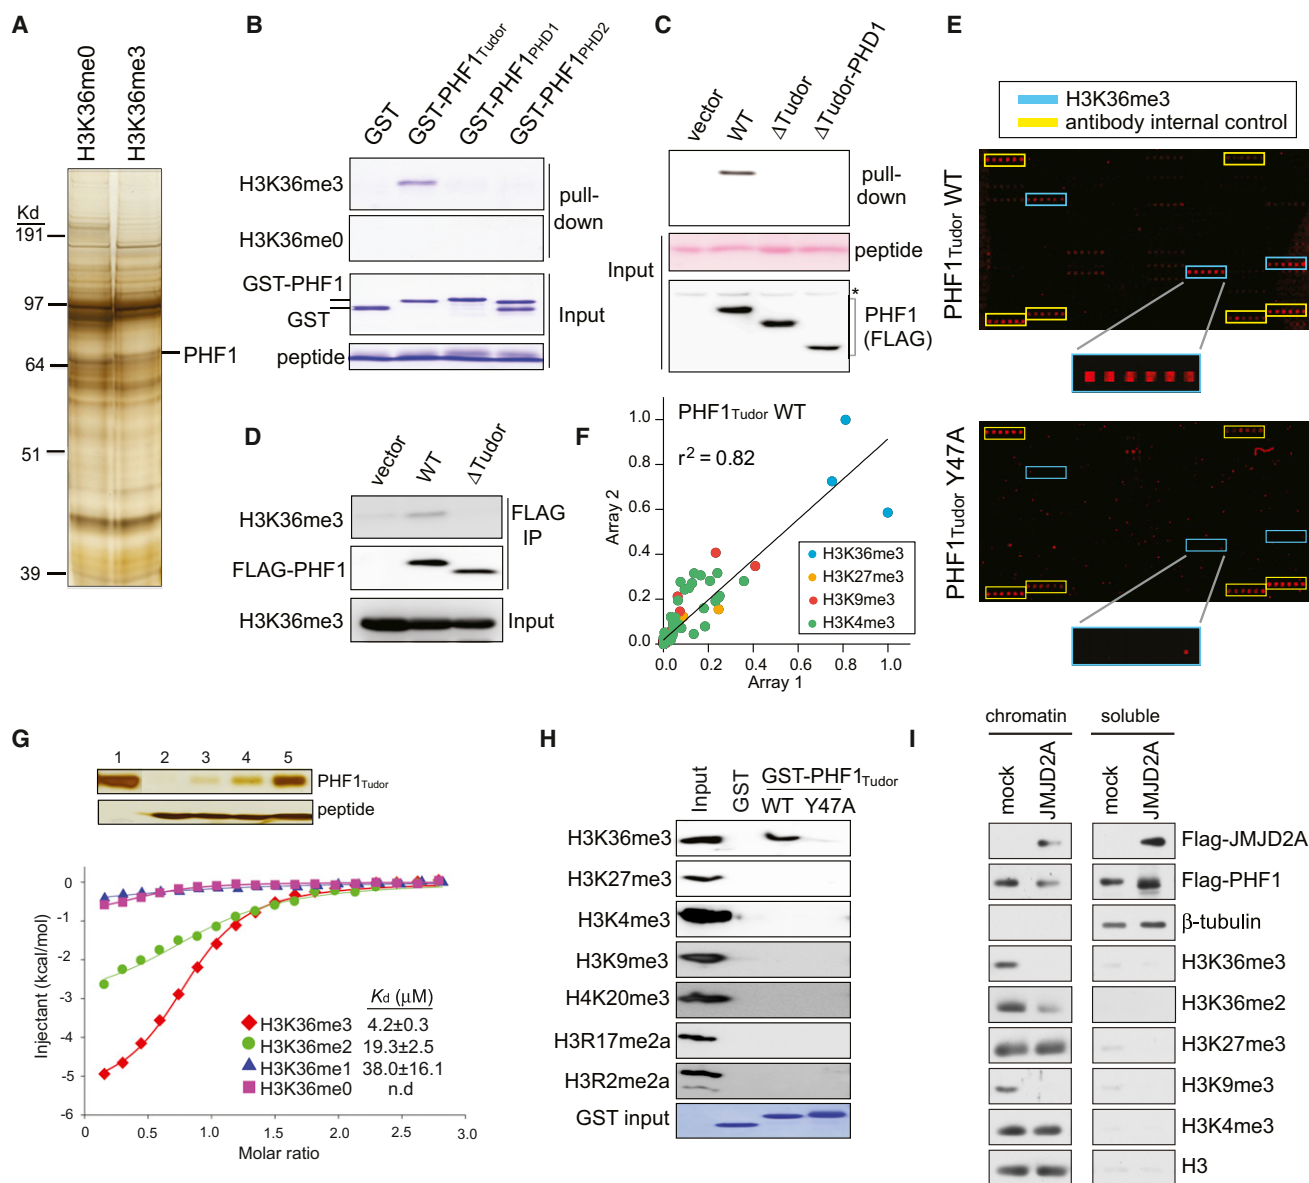 A
H3K36me0
H3K36me3
Kd
191
97
64
51
39
PHF1
B
GST
GST-PHF1Tudor
GST-PHF1PHD1
GST-PHF1PHD2
H3K36me3
H3K36me0
pull-
down
GST-PHF1
GST
Input
peptide
C
vector
WT
ΔTudor
ΔTudor-PHD1
pull-
down
Input
peptide
*
PHF1
(FLAG)
D
vector
WT
ΔTudor
H3K36me3
FLAG
IP
FLAG-PHF1
H3K36me3
Input
E
H3K36me3
antibody internal control
PHF1Tudor WT
PHF1Tudor Y47A
F
PHF1Tudor WT
r2 = 0.82
1.0
0.8
0.6
0.4
0.2
0.0
Array 2
H3K36me3
H3K27me3
H3K9me3
H3K4me3
0.0 0.2 0.4 0.6 0.8 1.0
Array 1
G
1 2 3 4 5
PHF1Tudor
peptide
0
-1
-2
-3
-4
-5
-6
Injectant (kcal/mol)
Kd (μM)
H3K36me3 4.2±0.3
H3K36me2 19.3±2.5
H3K36me1 38.0±16.1
H3K36me0 n.d
0 0.5 1.0 1.5 2.0 2.5 3.0
Molar ratio
H
Input
GST
GST-PHF1Tudor
WT Y47A
H3K36me3
H3K27me3
H3K4me3
H3K9me3
H4K20me3
H3R17me2a
H3R2me2a
GST input
I
chromatin soluble
mock
JMJD2A
mock
JMJD2A
Flag-JMJD2A
Flag-PHF1
β-tubulin
H3K36me3
H3K36me2
H3K27me3
H3K9me3
H3K4me3
H3